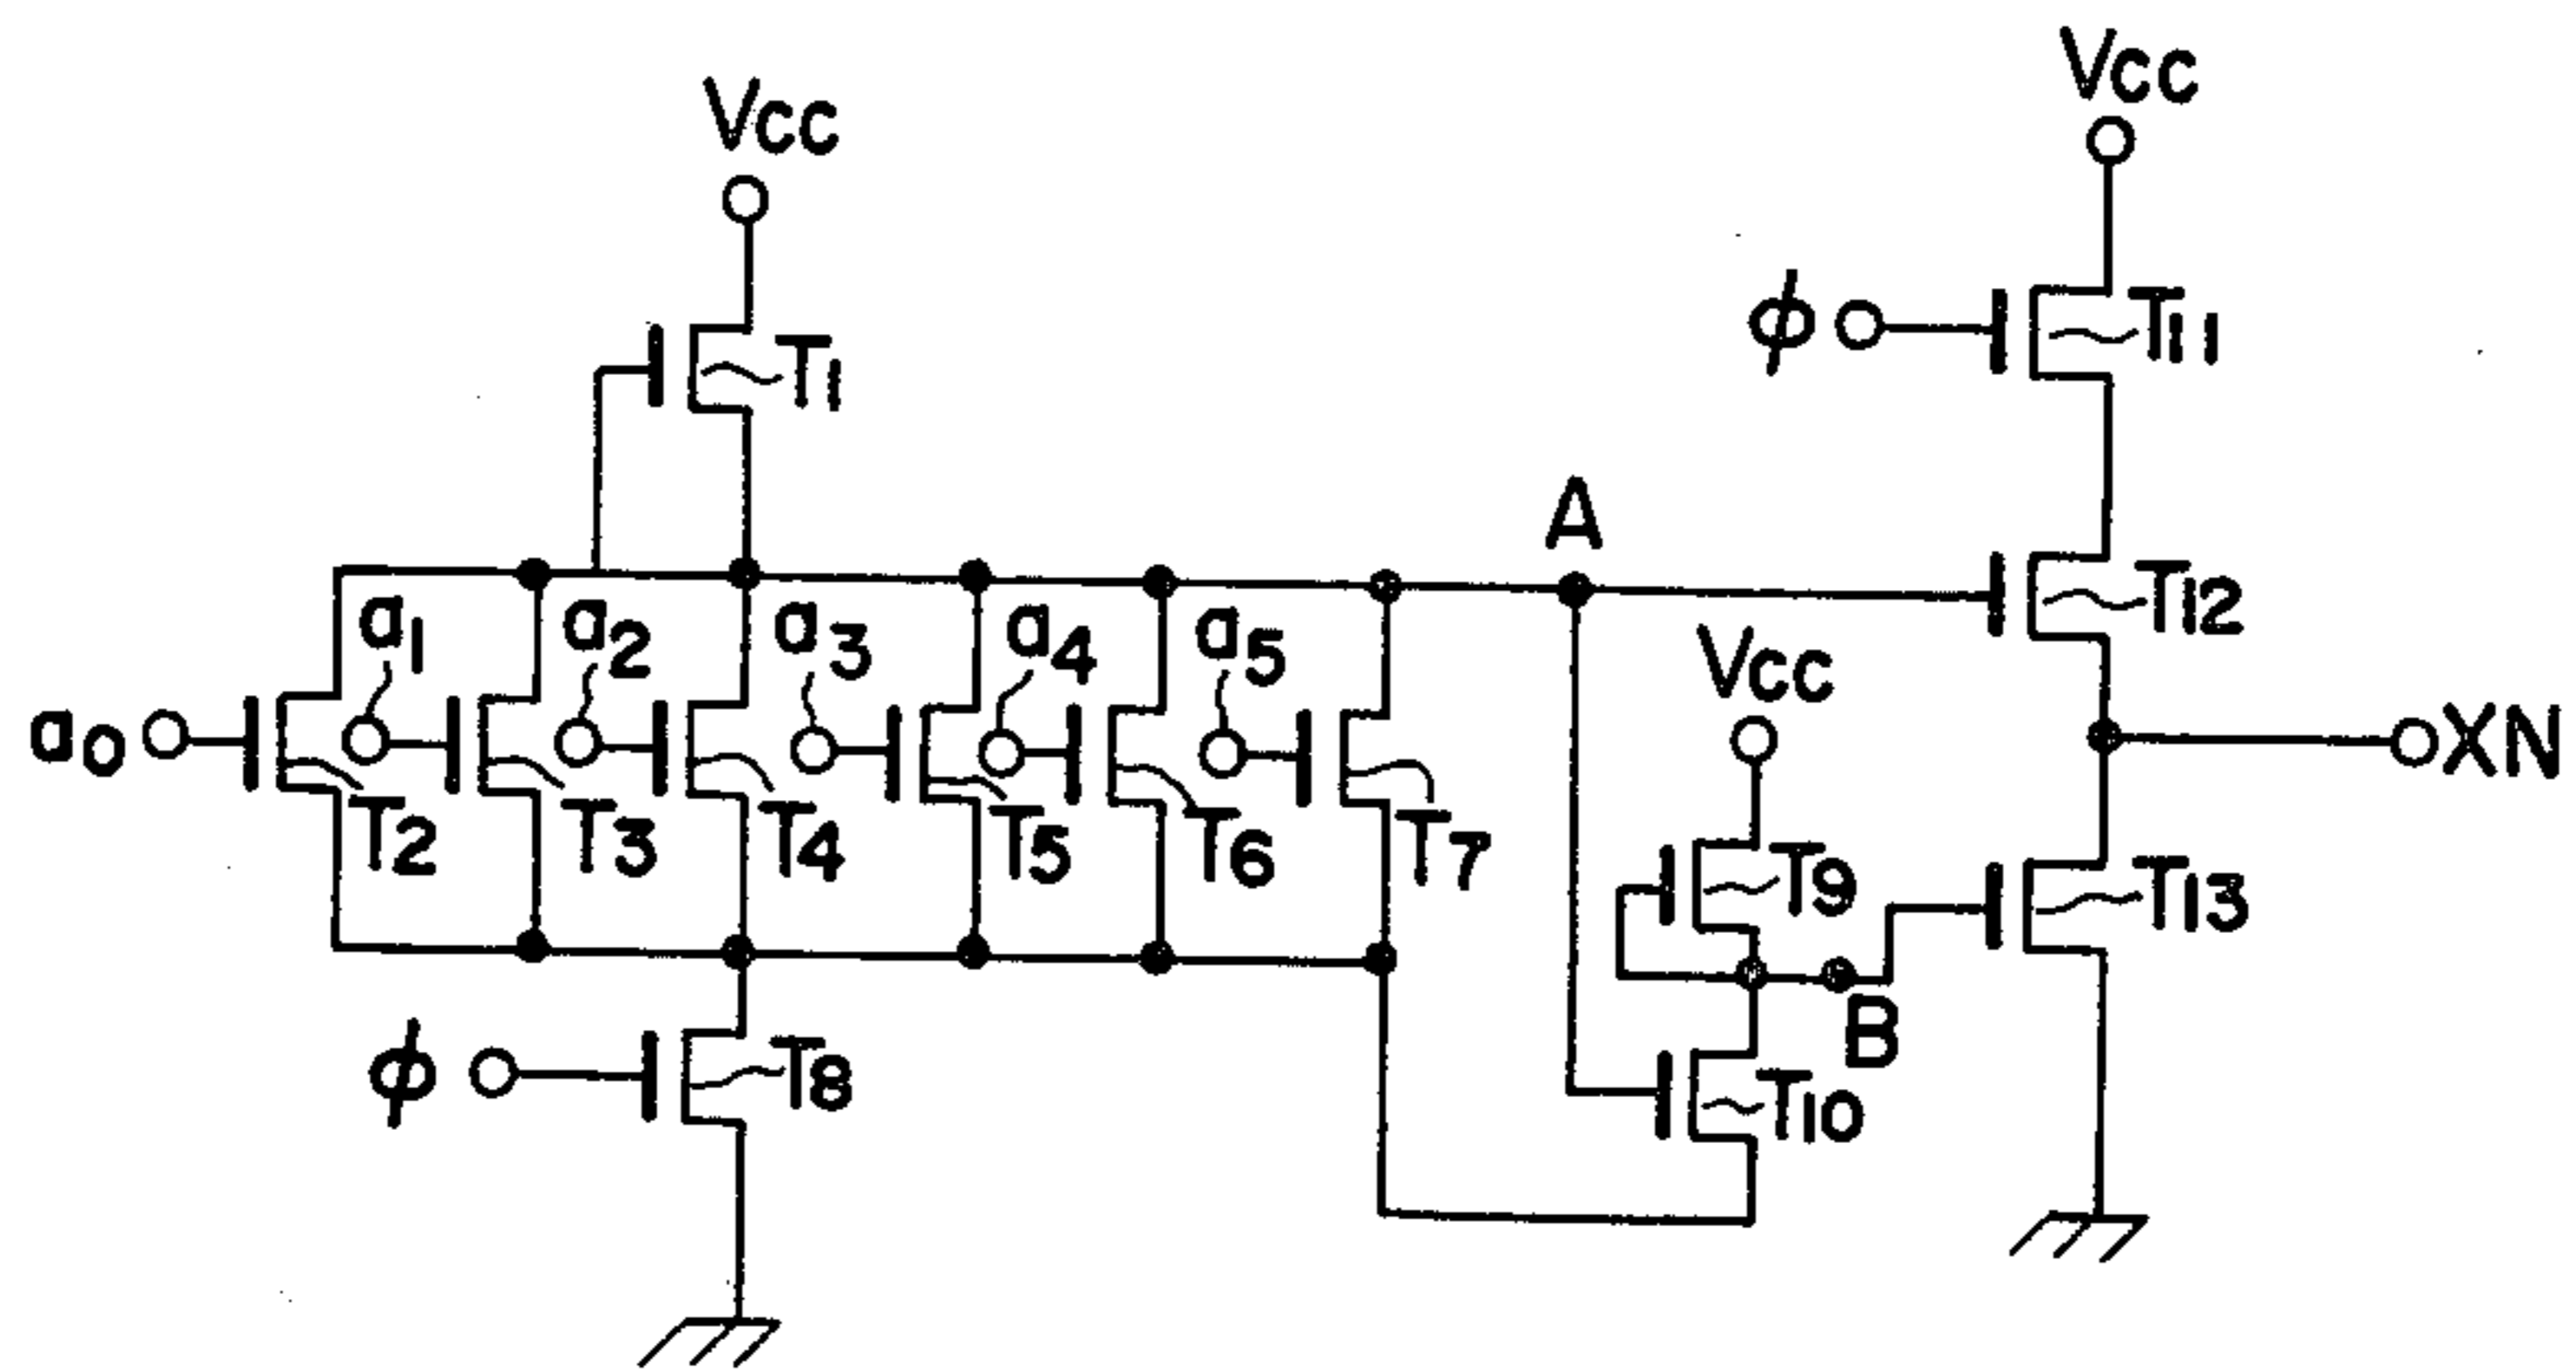 Vcc
Vcc
ϕ
T11
T1
A
a1
a2
a3
a4
a5
T12
Vcc
a0
XN
T2
T3
T4
T5
T6
T7
T9
T13
B
ϕ
T8
T10